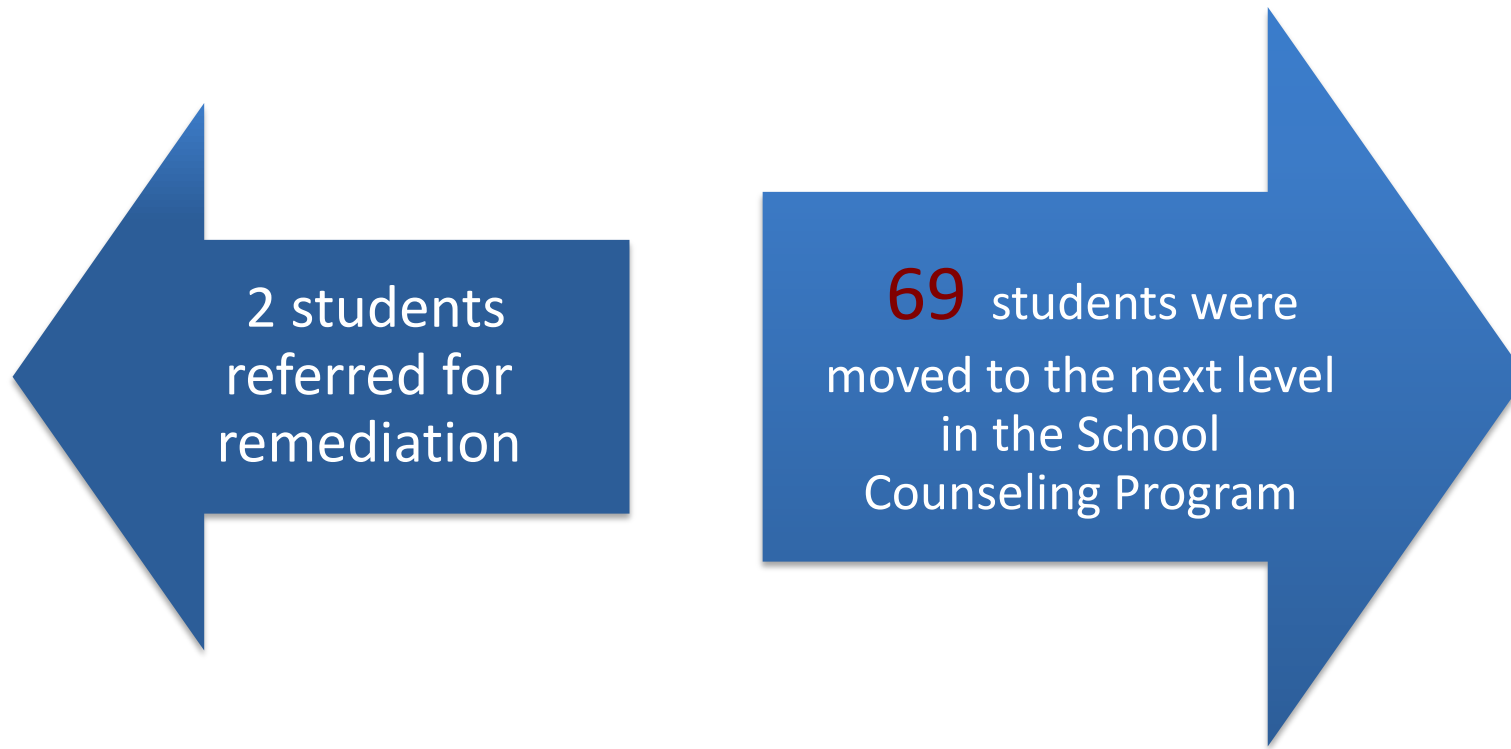 2 students
referred for
remediation
69 students were
moved to the next level
in the School
Counseling Program